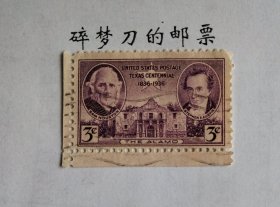 碎梦刀的邮票
UNITED STATES POSTAGE
TEXAS CENTENNIAL
1836-1936
3¢ 3¢
THE ALAMO